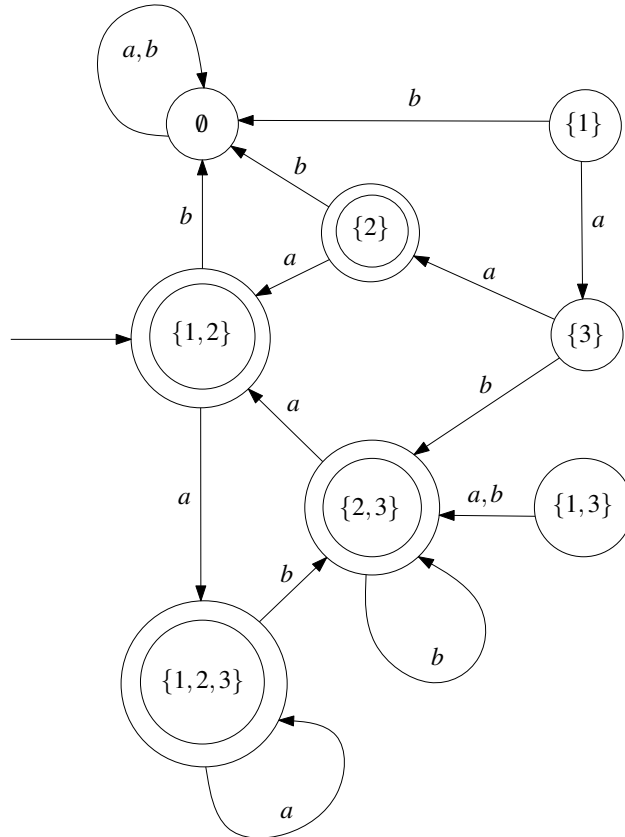 a, b
b
∅
{1}
b
b
{2}
a
a
a
{1, 2}
{3}
b
a
a
a, b
{2, 3}
{1, 3}
b
b
{1, 2, 3}
a